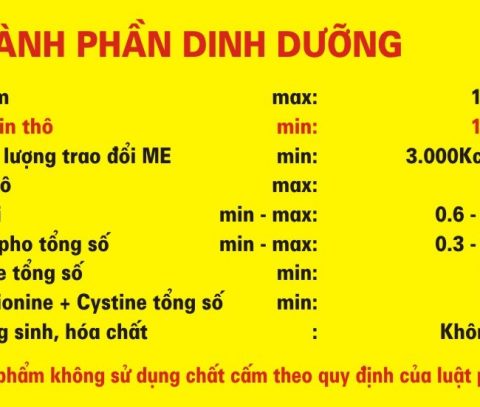 ÀNH PHẦN DINH DƯỠNG
m max: 1
in thô min: 1
lượng trao đổi ME min: 3.000Kc
ô max:
i min - max: 0.6 -
pho tổng số min - max: 0.3 -
e tổng số min:
ionine + Cystine tổng số min:
g sinh, hóa chất : Khôn
phẩm không sử dụng chất cấm theo quy định của luật p